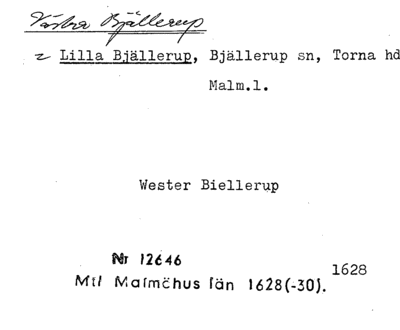 Västra Bjällerup
z Lilla Bjällerup, Bjällerup sn, Torna hd
Malm.l.
Wester Biellerup
Nr 12646
1628
Mtl Malmöhus län 1628(-30).